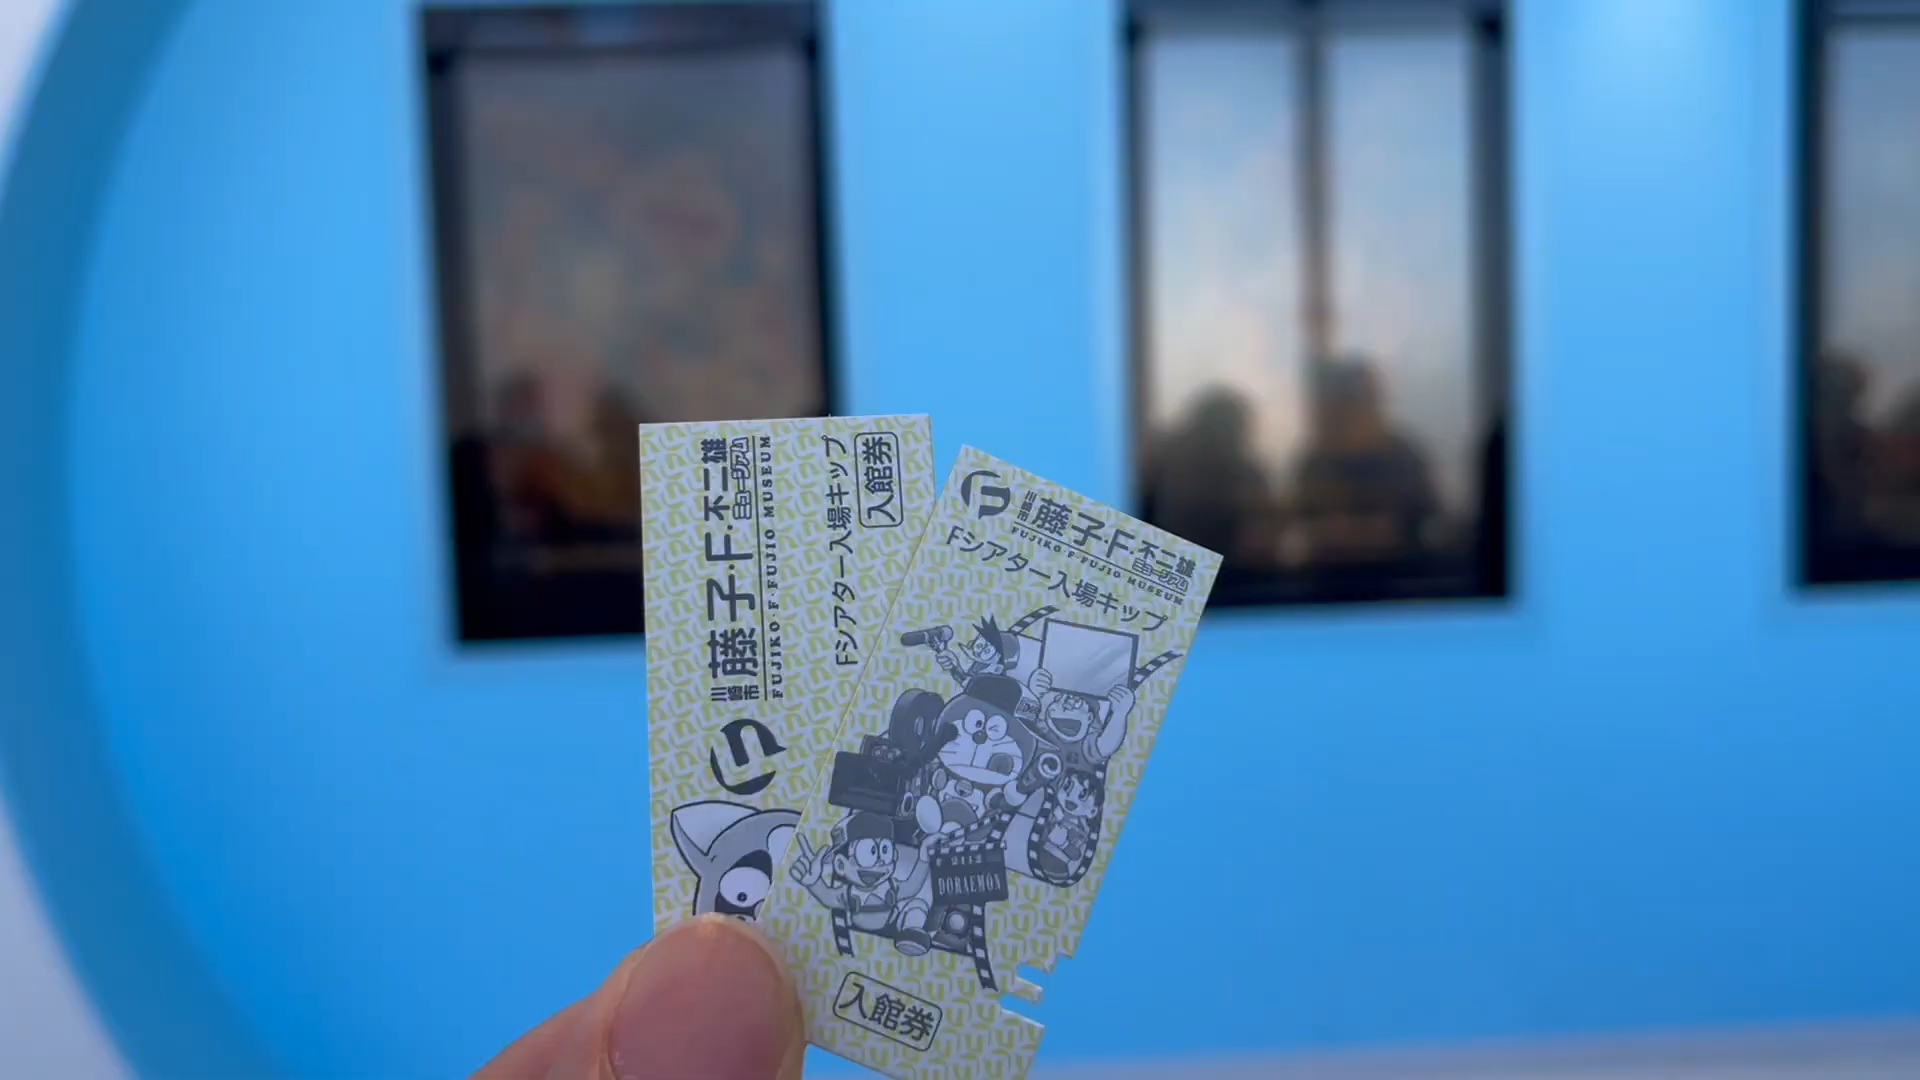 川崎市
藤子・F・不二雄
ミュージアム
FUJIKO・F・FUJIO MUSEUM
Fシアター入場キップ
入館券
川崎市
藤子・F・不二雄
ミュージアム
FUJIKO・F・FUJIO MUSEUM
Fシアター入場キップ
2112
DORAEMON
入館券